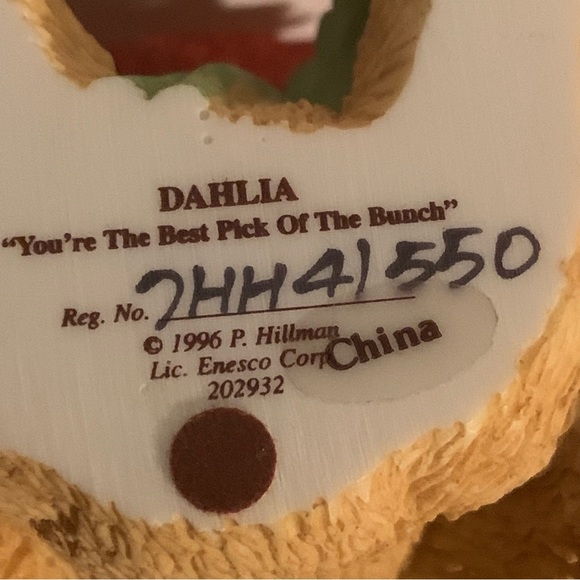 DAHLIA
“You're The Best Pick Of The Bunch”
Reg. No. 7HH41550
© 1996 P. Hillman
Lic. Enesco Corp
China
202932